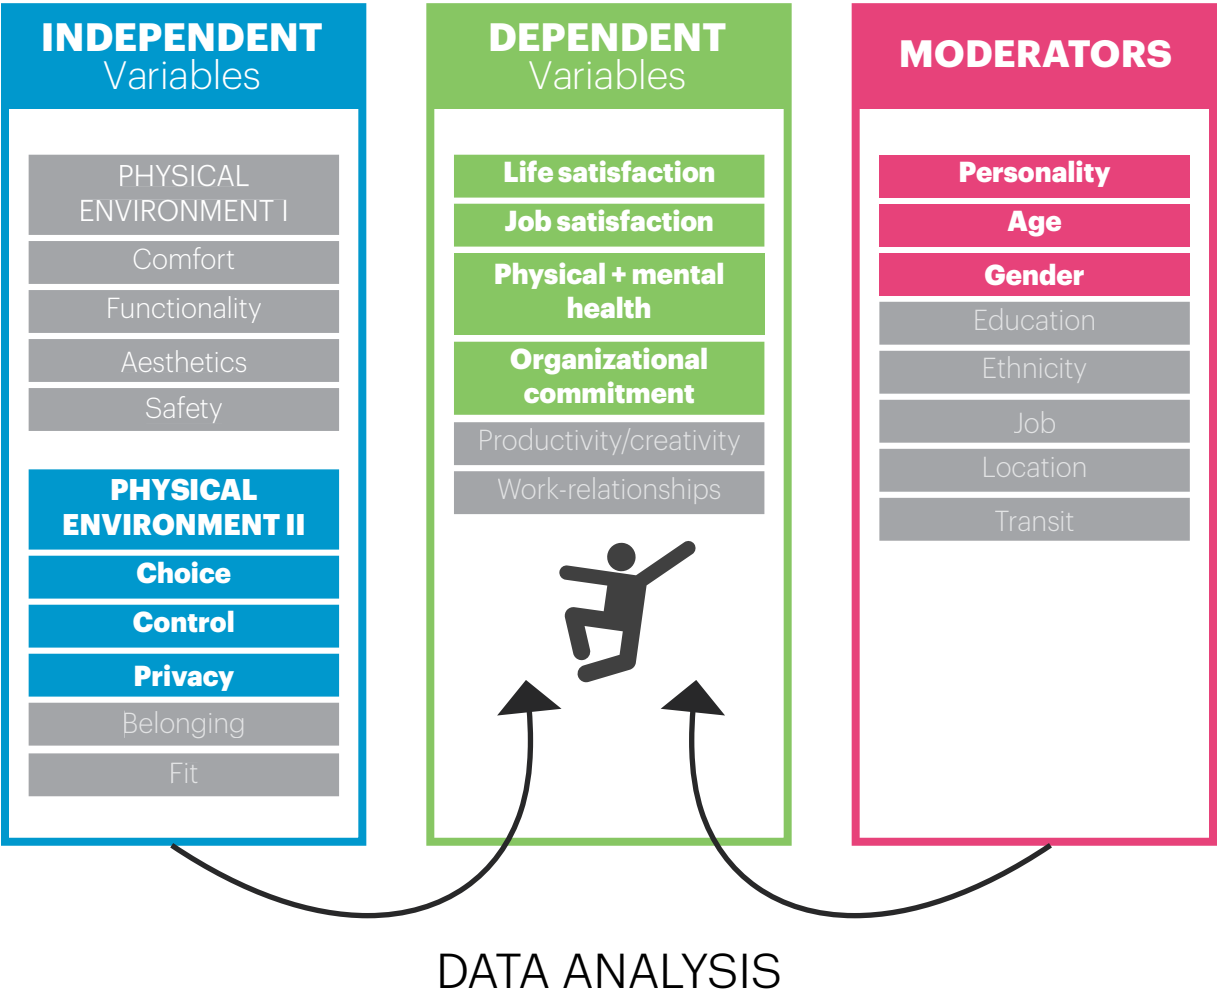 INDEPENDENT
Variables
PHYSICAL
ENVIRONMENT I
Comfort
Functionality
Aesthetics
Safety
PHYSICAL
ENVIRONMENT II
Choice
Control
Privacy
Belonging
Fit
DEPENDENT
Variables
Life satisfaction
Job satisfaction
Physical + mental
health
Organizational
commitment
Productivity/creativity
Work-relationships
MODERATORS
Personality
Age
Gender
Education
Ethnicity
Job
Location
Transit
DATA ANALYSIS